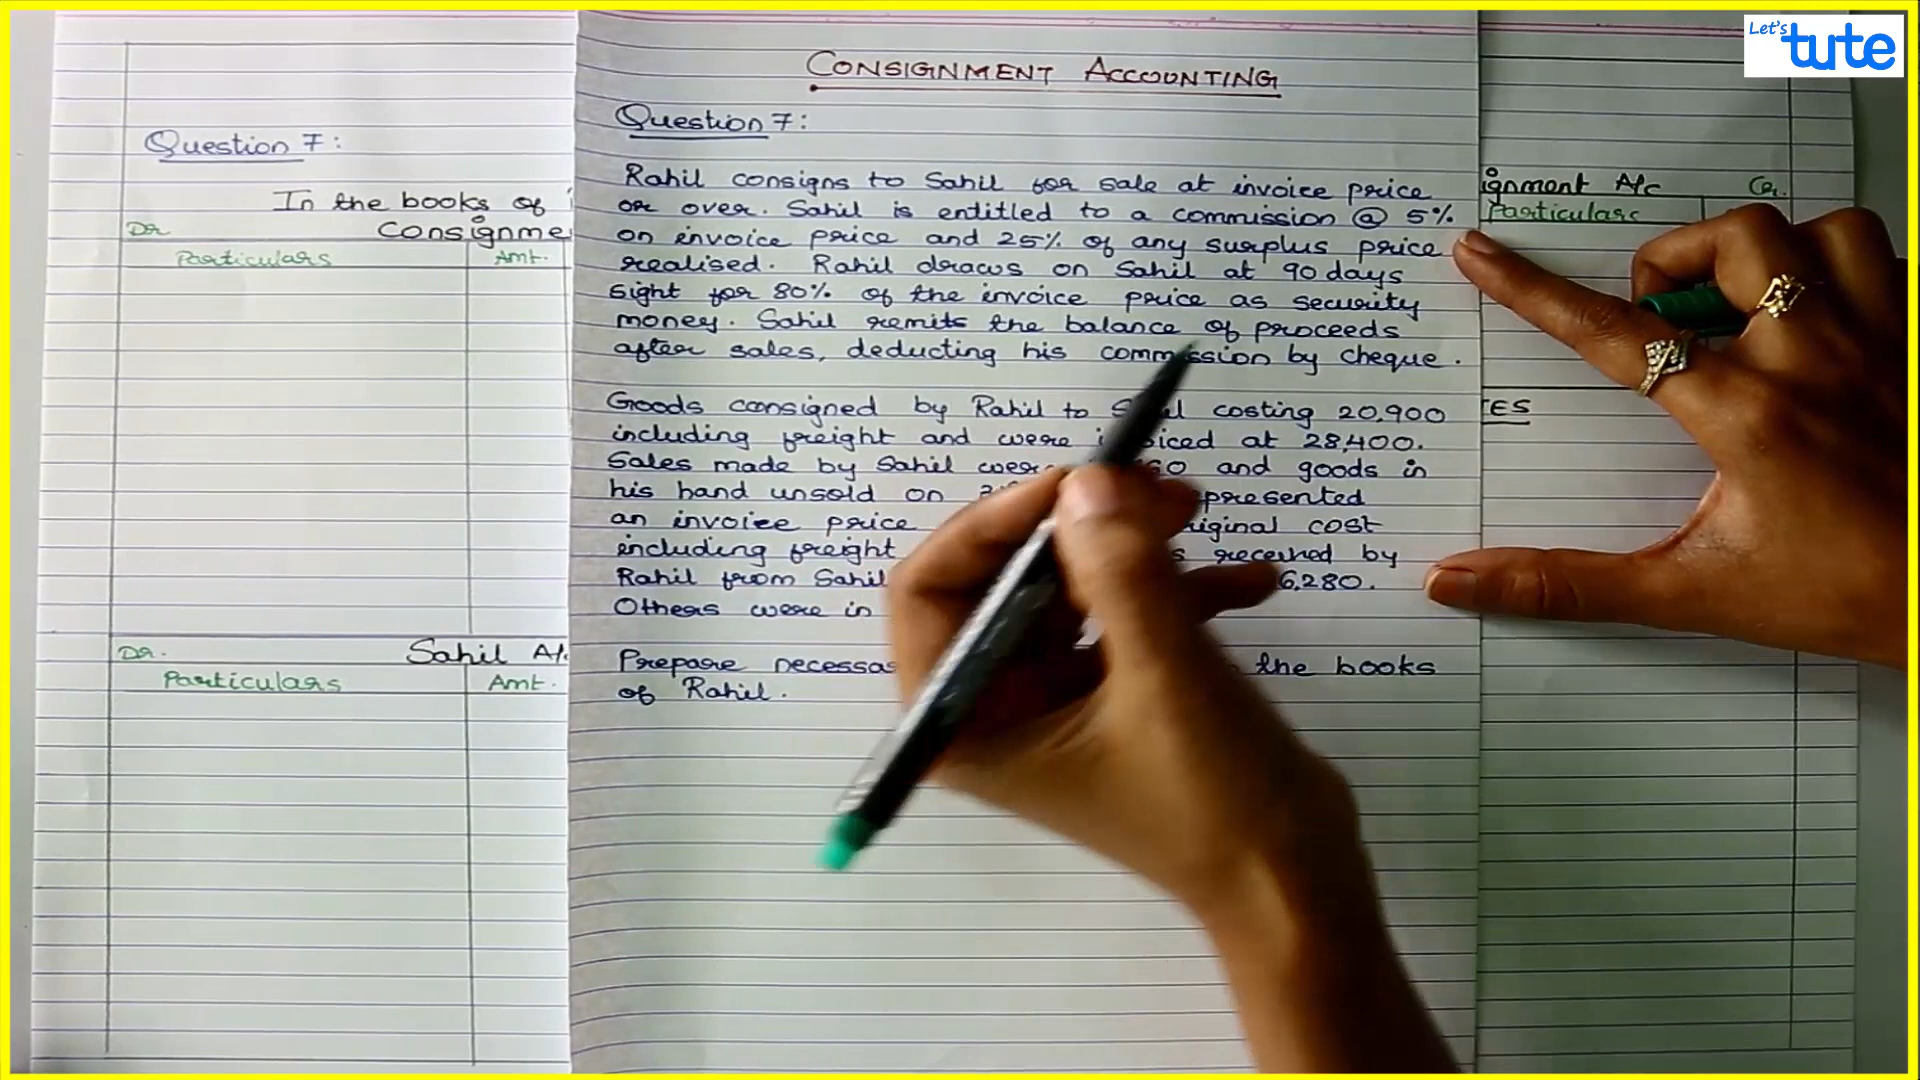 Let's tute
Question 7:
In the books of
Dr Consignme
Particulars Amt.
Dr. Sahil A/c
Particulars Amt.
CONSIGNMENT ACCOUNTING
Question 7:
Rahil consigns to Sahil for sale at invoice price
or over. Sahil is entitled to a commission @ 5%
on invoice price and 25% of any surplus price
realised. Rahil draws on Sahil at 90 days
sight for 80% of the invoice price as security
money. Sahil remits the balance of proceeds
after sales, deducting his commission by cheque.
Goods consigned by Rahil to costing 20,900
including freight and were at 28,400.
Sales made by Sahil and goods in
his hand unsold on
an invoice price cost
including freight by
Rahil from Sahil 6,280.
Others were in
Prepare the books
of Rahil.
ignment A/c Cr.
Particulars
TES